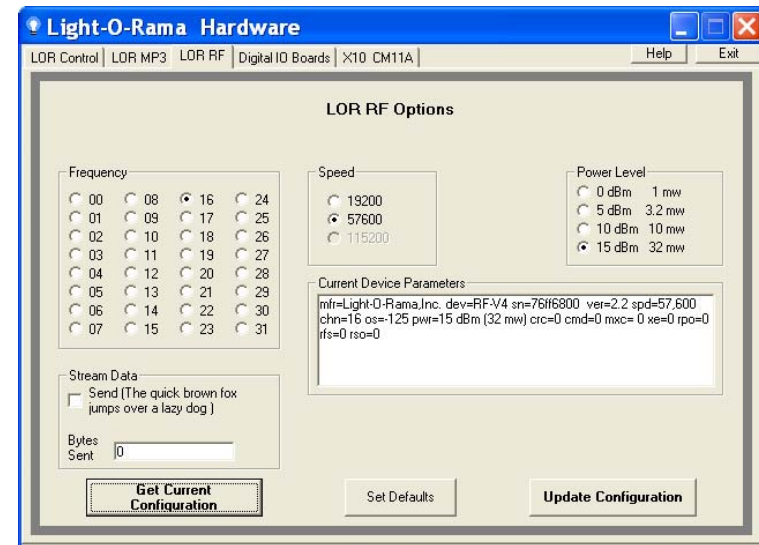 Light-O-Rama Hardware
LOR Control LOR MP3 LOR RF Digital IO Boards X10 CM11A Help Exit
LOR RF Options
Frequency
00 08 16 24
01 09 17 25
02 10 18 26
03 11 19 27
04 12 20 28
05 13 21 29
06 14 22 30
07 15 23 31
Speed
19200
57600
115200
Power Level
0 dBm 1 mw
5 dBm 3.2 mw
10 dBm 10 mw
15 dBm 32 mw
Current Device Parameters
mfr=Light-O-Rama,Inc. dev=RF-V4 sn=76ff6800 ver=2.2 spd=57,600
chn=16 os=-125 pwr=15 dBm (32 mw) crc=0 cmd=0 mxc= 0 xe=0 rpo=0
rfs=0 rso=0
Stream Data
Send (The quick brown fox
jumps over a lazy dog )
Bytes
Sent 0
Get Current
Configuration
Set Defaults
Update Configuration